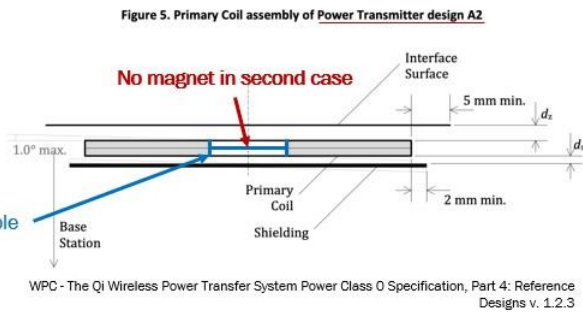 Figure 5. Primary Coil assembly of Power Transmitter design A2
No magnet in second case
Interface
Surface
5 mm min.
dz
1.0° max.
Primary
Coil
2 mm min.
Base
Station
Shielding
WPC - The Qi Wireless Power Transfer System Power Class 0 Specification, Part 4: Reference
Designs v. 1.2.3